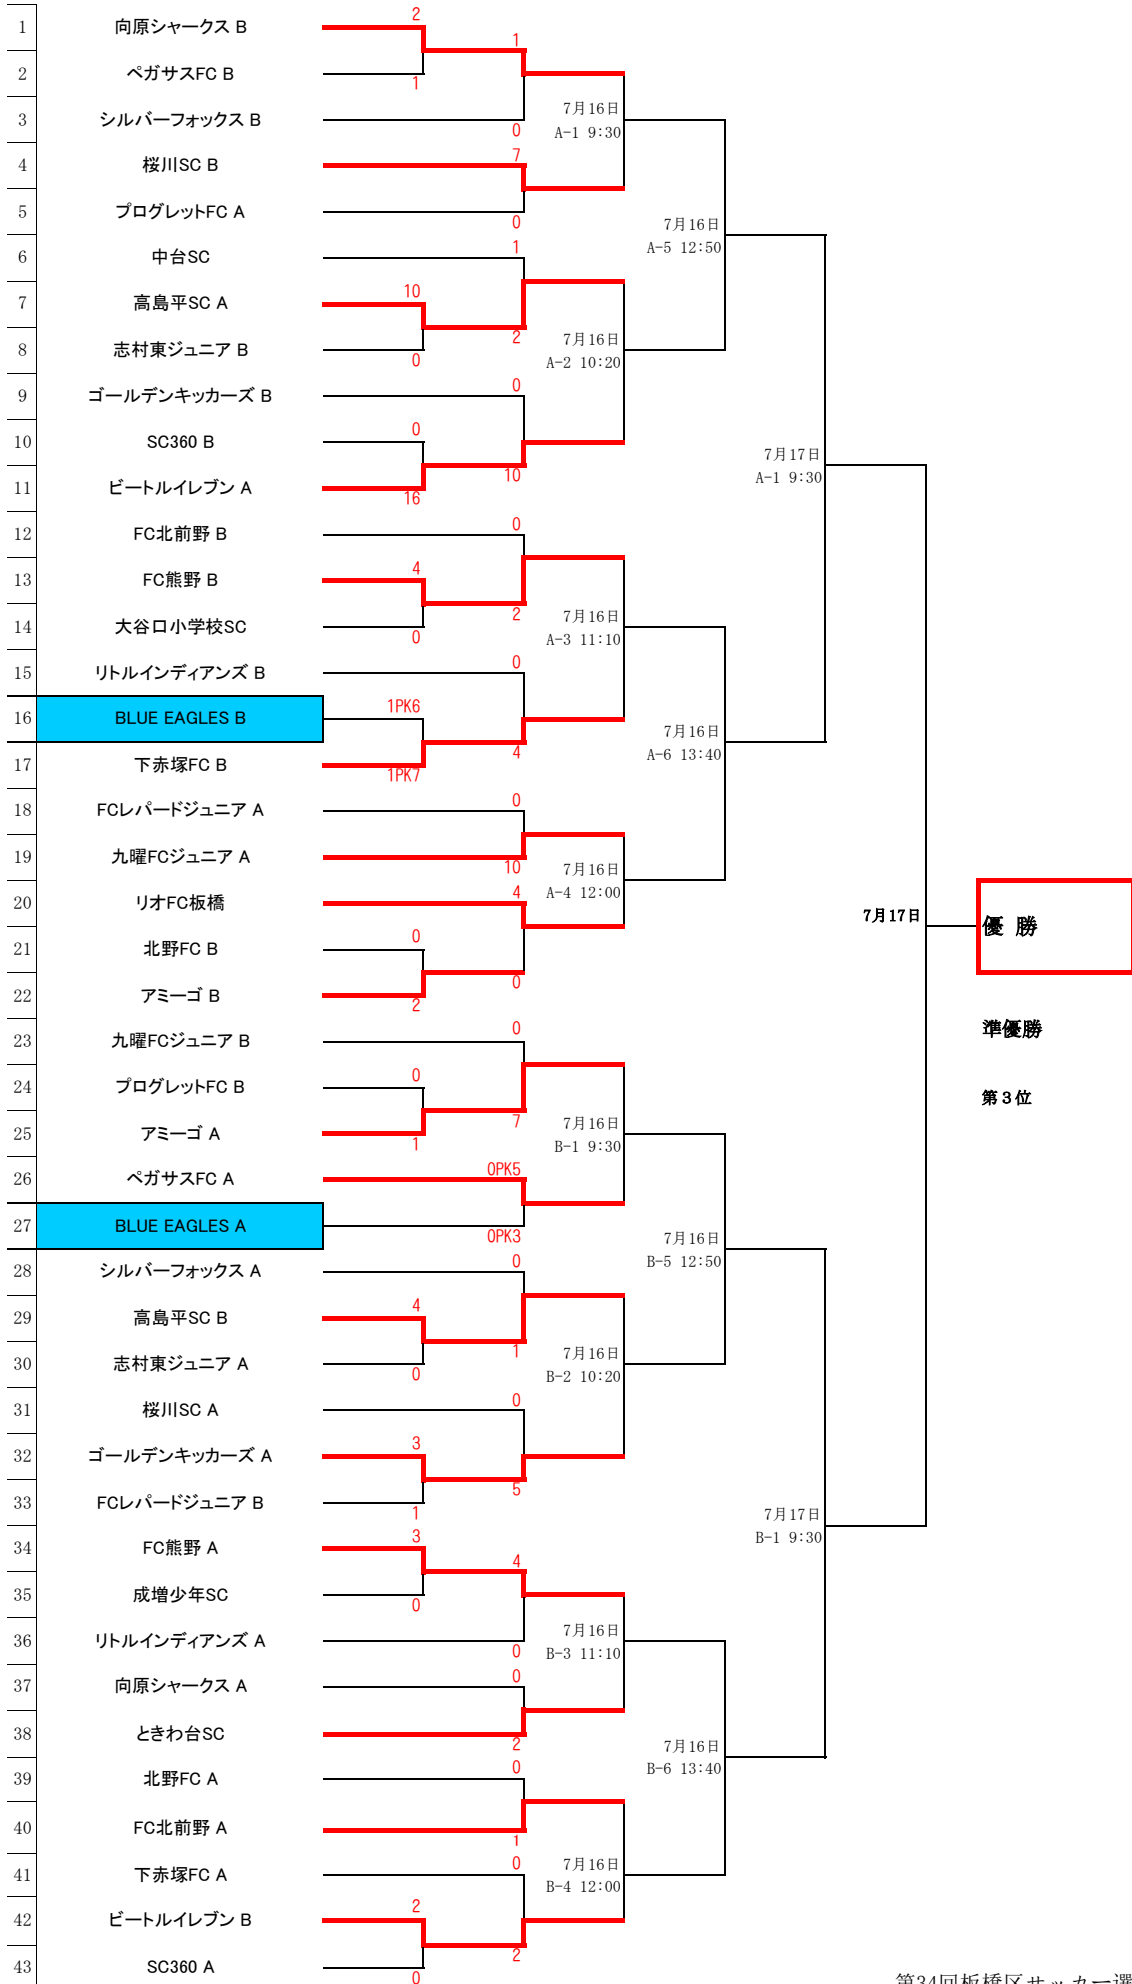 1 向原シャークス B 2
1
2 ペガサスFC B 1
7月16日
A-1 9:30
3 シルバーフォックス B 0
4 桜川SC B 7
5 プログレットFC A 0
7月16日
A-5 12:50
6 中台SC 1
7 高島平SC A 10
2
8 志村東ジュニア B 0
7月16日
A-2 10:20
9 ゴールデンキッカーズ B 0
10 SC360 B 0
10
11 ビートルイレブン A 16
7月17日
A-1 9:30
12 FC北前野 B 0
13 FC熊野 B 4
2
14 大谷口小学校SC 0
7月16日
A-3 11:10
15 リトルインディアンズ B 0
16 BLUE EAGLES B 1PK6
4
17 下赤塚FC B 1PK7
7月16日
A-6 13:40
18 FCレパードジュニア A 0
19 九曜FCジュニア A 10
7月16日
A-4 12:00
20 リオFC板橋 4
21 北野FC B 0
0
22 アミーゴ B 2
7月17日
優 勝
準優勝
第3位
23 九曜FCジュニア B 0
24 プログレットFC B 0
7
25 アミーゴ A 1
7月16日
B-1 9:30
26 ペガサスFC A 0PK5
27 BLUE EAGLES A 0PK3
7月16日
B-5 12:50
28 シルバーフォックス A 0
29 高島平SC B 4
1
30 志村東ジュニア A 0
7月16日
B-2 10:20
31 桜川SC A 0
32 ゴールデンキッカーズ A 3
5
33 FCレパードジュニア B 1
7月17日
B-1 9:30
34 FC熊野 A 3
4
35 成増少年SC 0
7月16日
B-3 11:10
36 リトルインディアンズ A 0
37 向原シャークス A 0
38 ときわ台SC 2
7月16日
B-6 13:40
39 北野FC A 0
40 FC北前野 A 1
7月16日
B-4 12:00
41 下赤塚FC A 0
42 ビートルイレブン B 2
2
43 SC360 A 0
第34回板橋区サッカー選